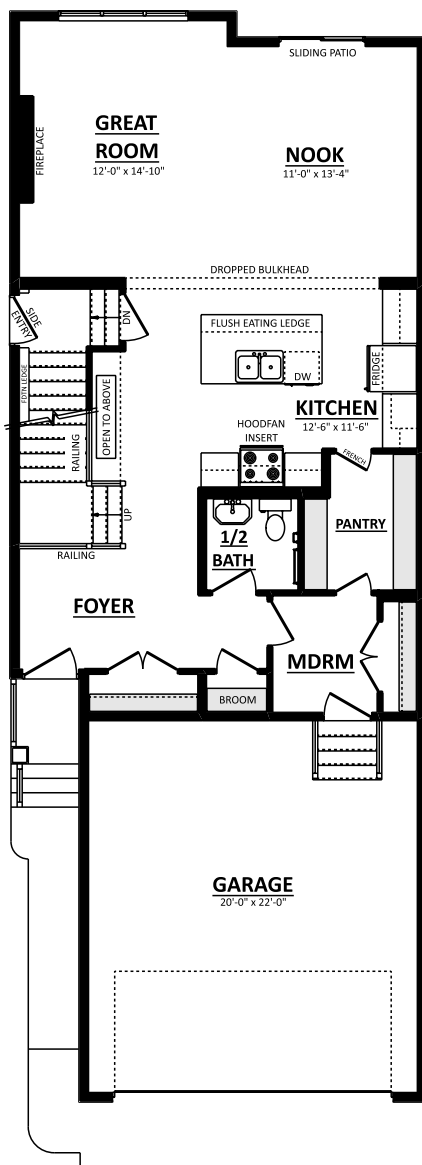 SLIDING PATIO
GREAT
ROOM
12'-0" x 14'-10"
FIREPLACE
NOOK
11'-0" x 13'-4"
DROPPED BULKHEAD
SIDE
ENTRY
DN
FLUSH EATING LEDGE
DW
FRIDGE
FDTN LEDGE
OPEN TO ABOVE
KITCHEN
12'-6" x 11'-6"
RAILING
HOODFAN
INSERT
FRENCH
UP
PANTRY
1/2
BATH
RAILING
FOYER
MDRM
BROOM
GARAGE
20'-0" x 22'-0"